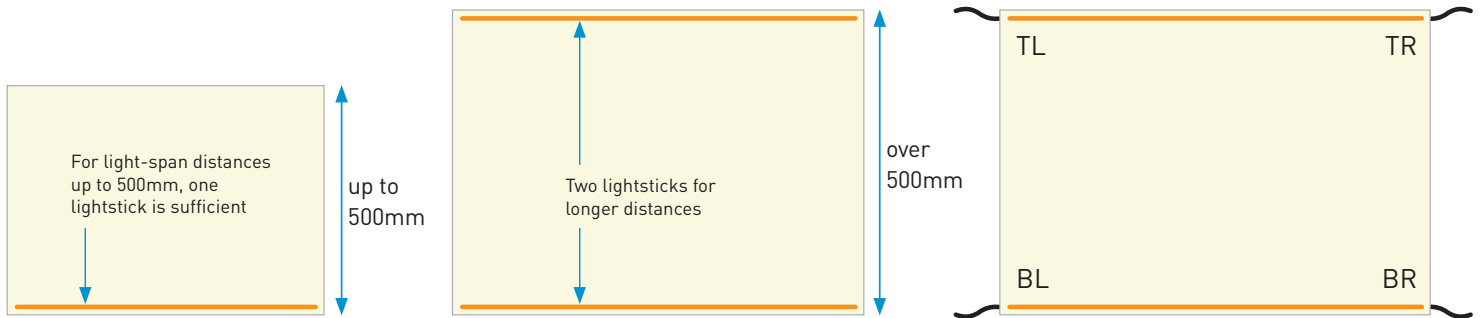 For light-span distances
up to 500mm, one
lightstick is sufficient
up to
500mm
Two lightsticks for
longer distances
over
500mm
TL
TR
BL
BR